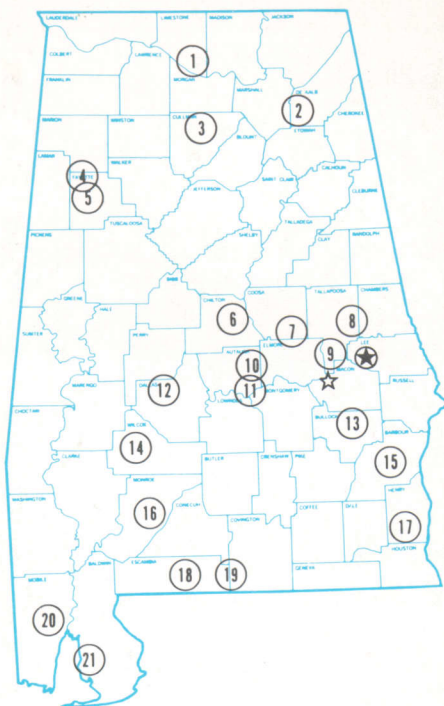 LAUDERDALE
LIMESTONE
MADISON
JACKSON
COLBERT
LAWRENCE
1
FRANKLIN
MORGAN
MARSHALL
DE KALB
2
CHEROKEE
MARION
WINSTON
CULLMAN
3
BLOUNT
ETOWAH
LAMAR
WALKER
CALHOUN
4
FAYETTE
5
JEFFERSON
SAINT CLAIR
CLEBURNE
TUSCALOOSA
TALLADEGA
PICKENS
SHELBY
CLAY
RANDOLPH
BIBB
GREENE
HALE
CHILTON
COOSA
TALLAPOOSA
CHAMBERS
6
7
8
SUMTER
PERRY
AUTAUGA
ELMORE
9
LEE
MACON
10
MARENGO
DALLAS
12
11
LOWNDES
MONTGOMERY
RUSSELL
CHOCTAW
WILCOX
BULLOCK
13
BARBOUR
14
CLARKE
BUTLER
CRENSHAW
PIKE
15
MONROE
HENRY
WASHINGTON
16
CONECUH
COVINGTON
COFFEE
DALE
17
HOUSTON
BALDWIN
ESCAMBIA
18
19
GENEVA
MOBILE
20
21